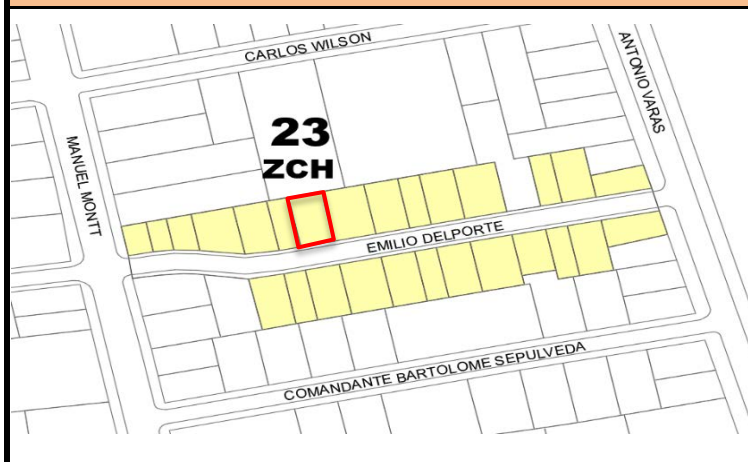 CARLOS WILSON
ANTONIO VARAS
23
ZCH
MANUEL MONTT
EMILIO DELPORTE
COMANDANTE BARTOLOME SEPULVEDA